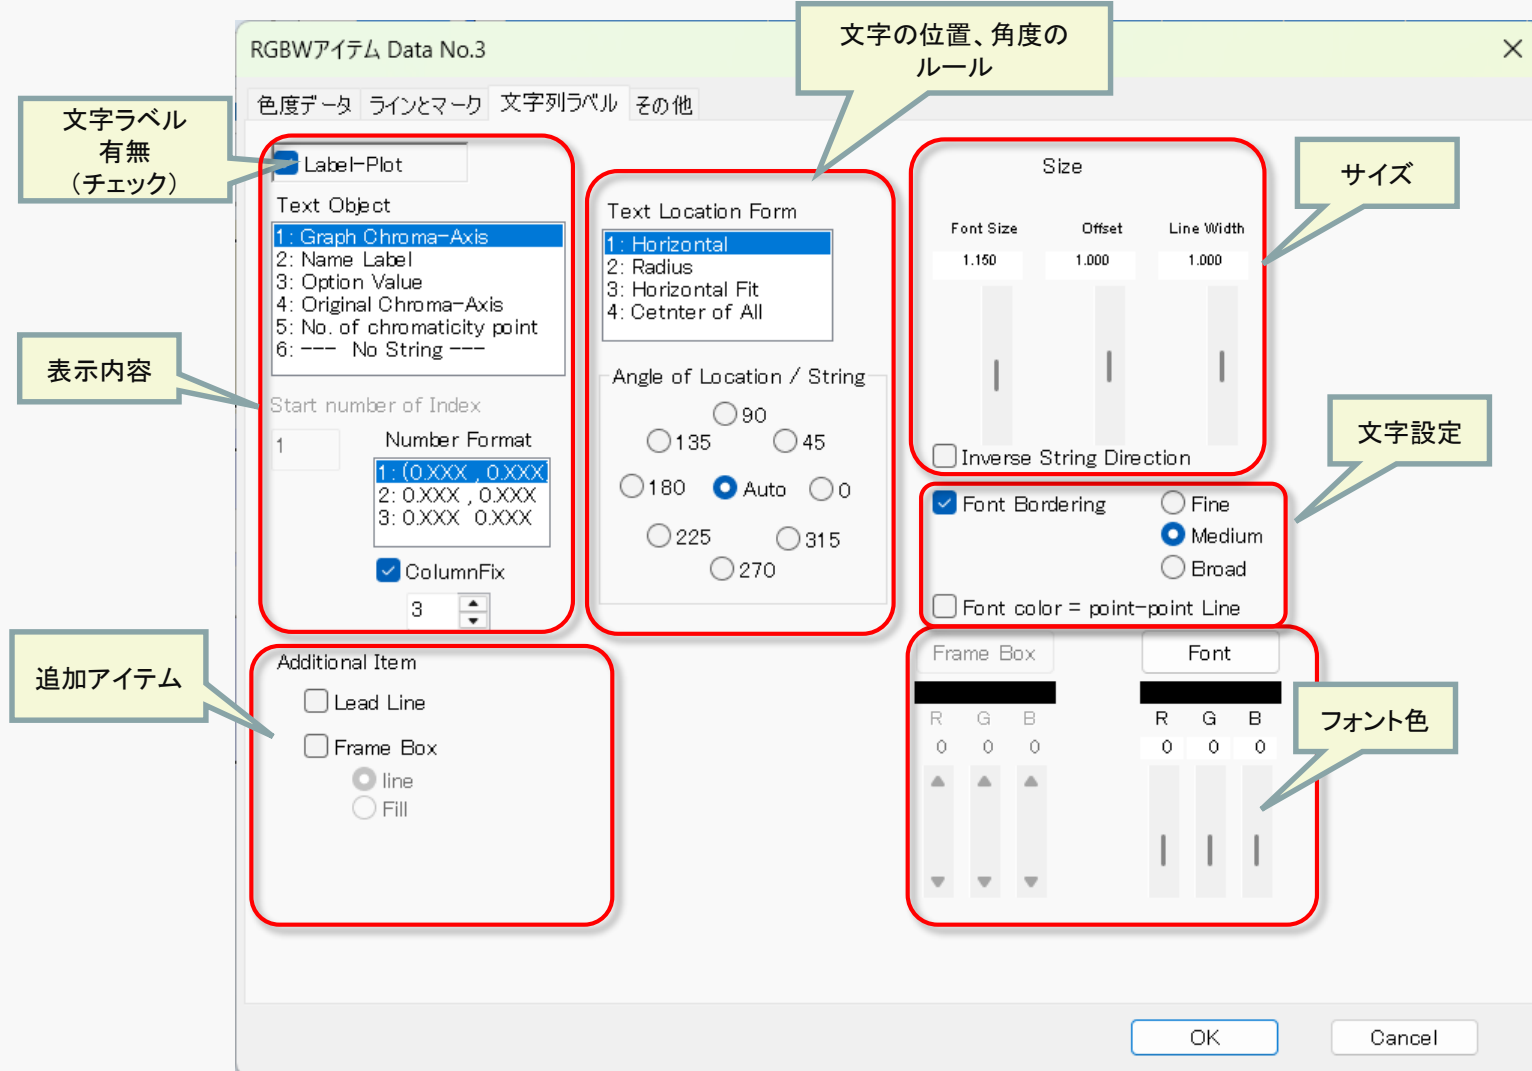 文字の位置、角度の
ルール
RGBWアイテム Data No.3
色度データ ラインとマーク 文字列ラベル その他
文字ラベル
有無
（チェック）
Label-Plot
Text Object
1: Graph Chroma-Axis
2: Name Label
3: Option Value
4: Original Chroma-Axis
5: No. of chromaticity point
6: --- No String ---
表示内容
Start number of Index
1
Number Format
1: (0.XXX , 0.XXX
2: 0.XXX , 0.XXX
3: 0.XXX 0.XXX
ColumnFix
3
Text Location Form
1: Horizontal
2: Radius
3: Horizontal Fit
4: Cetnter of All
Angle of Location / String
90
135 45
180 Auto 0
225 315
270
Size
サイズ
Font Size Offset Line Width
1.150 1.000 1.000
Inverse String Direction
文字設定
Font Bordering
Fine
Medium
Broad
Font color = point-point Line
追加アイテム
Additional Item
Lead Line
Frame Box
line
Fill
Frame Box Font
R G B R G B
0 0 0 0 0 0
フォント色
OK Cancel